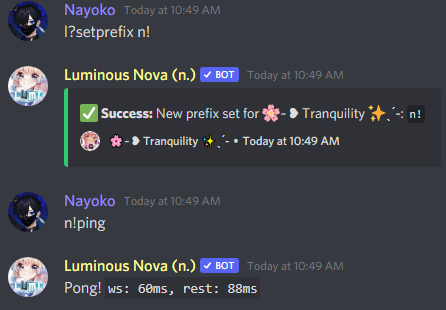 Nayoko Today at 10:49 AM
l?setprefix n!
Luminous Nova (n.) ✓ BOT Today at 10:49 AM
✅ Success: New prefix set for 🌸~ ❥ Tranquility ✨ˎˊ-: n!
🌸~ ❥ Tranquility ✨ˎˊ- • Today at 10:49 AM
Nayoko Today at 10:49 AM
n!ping
Luminous Nova (n.) ✓ BOT Today at 10:49 AM
Pong! ws: 60ms, rest: 88ms